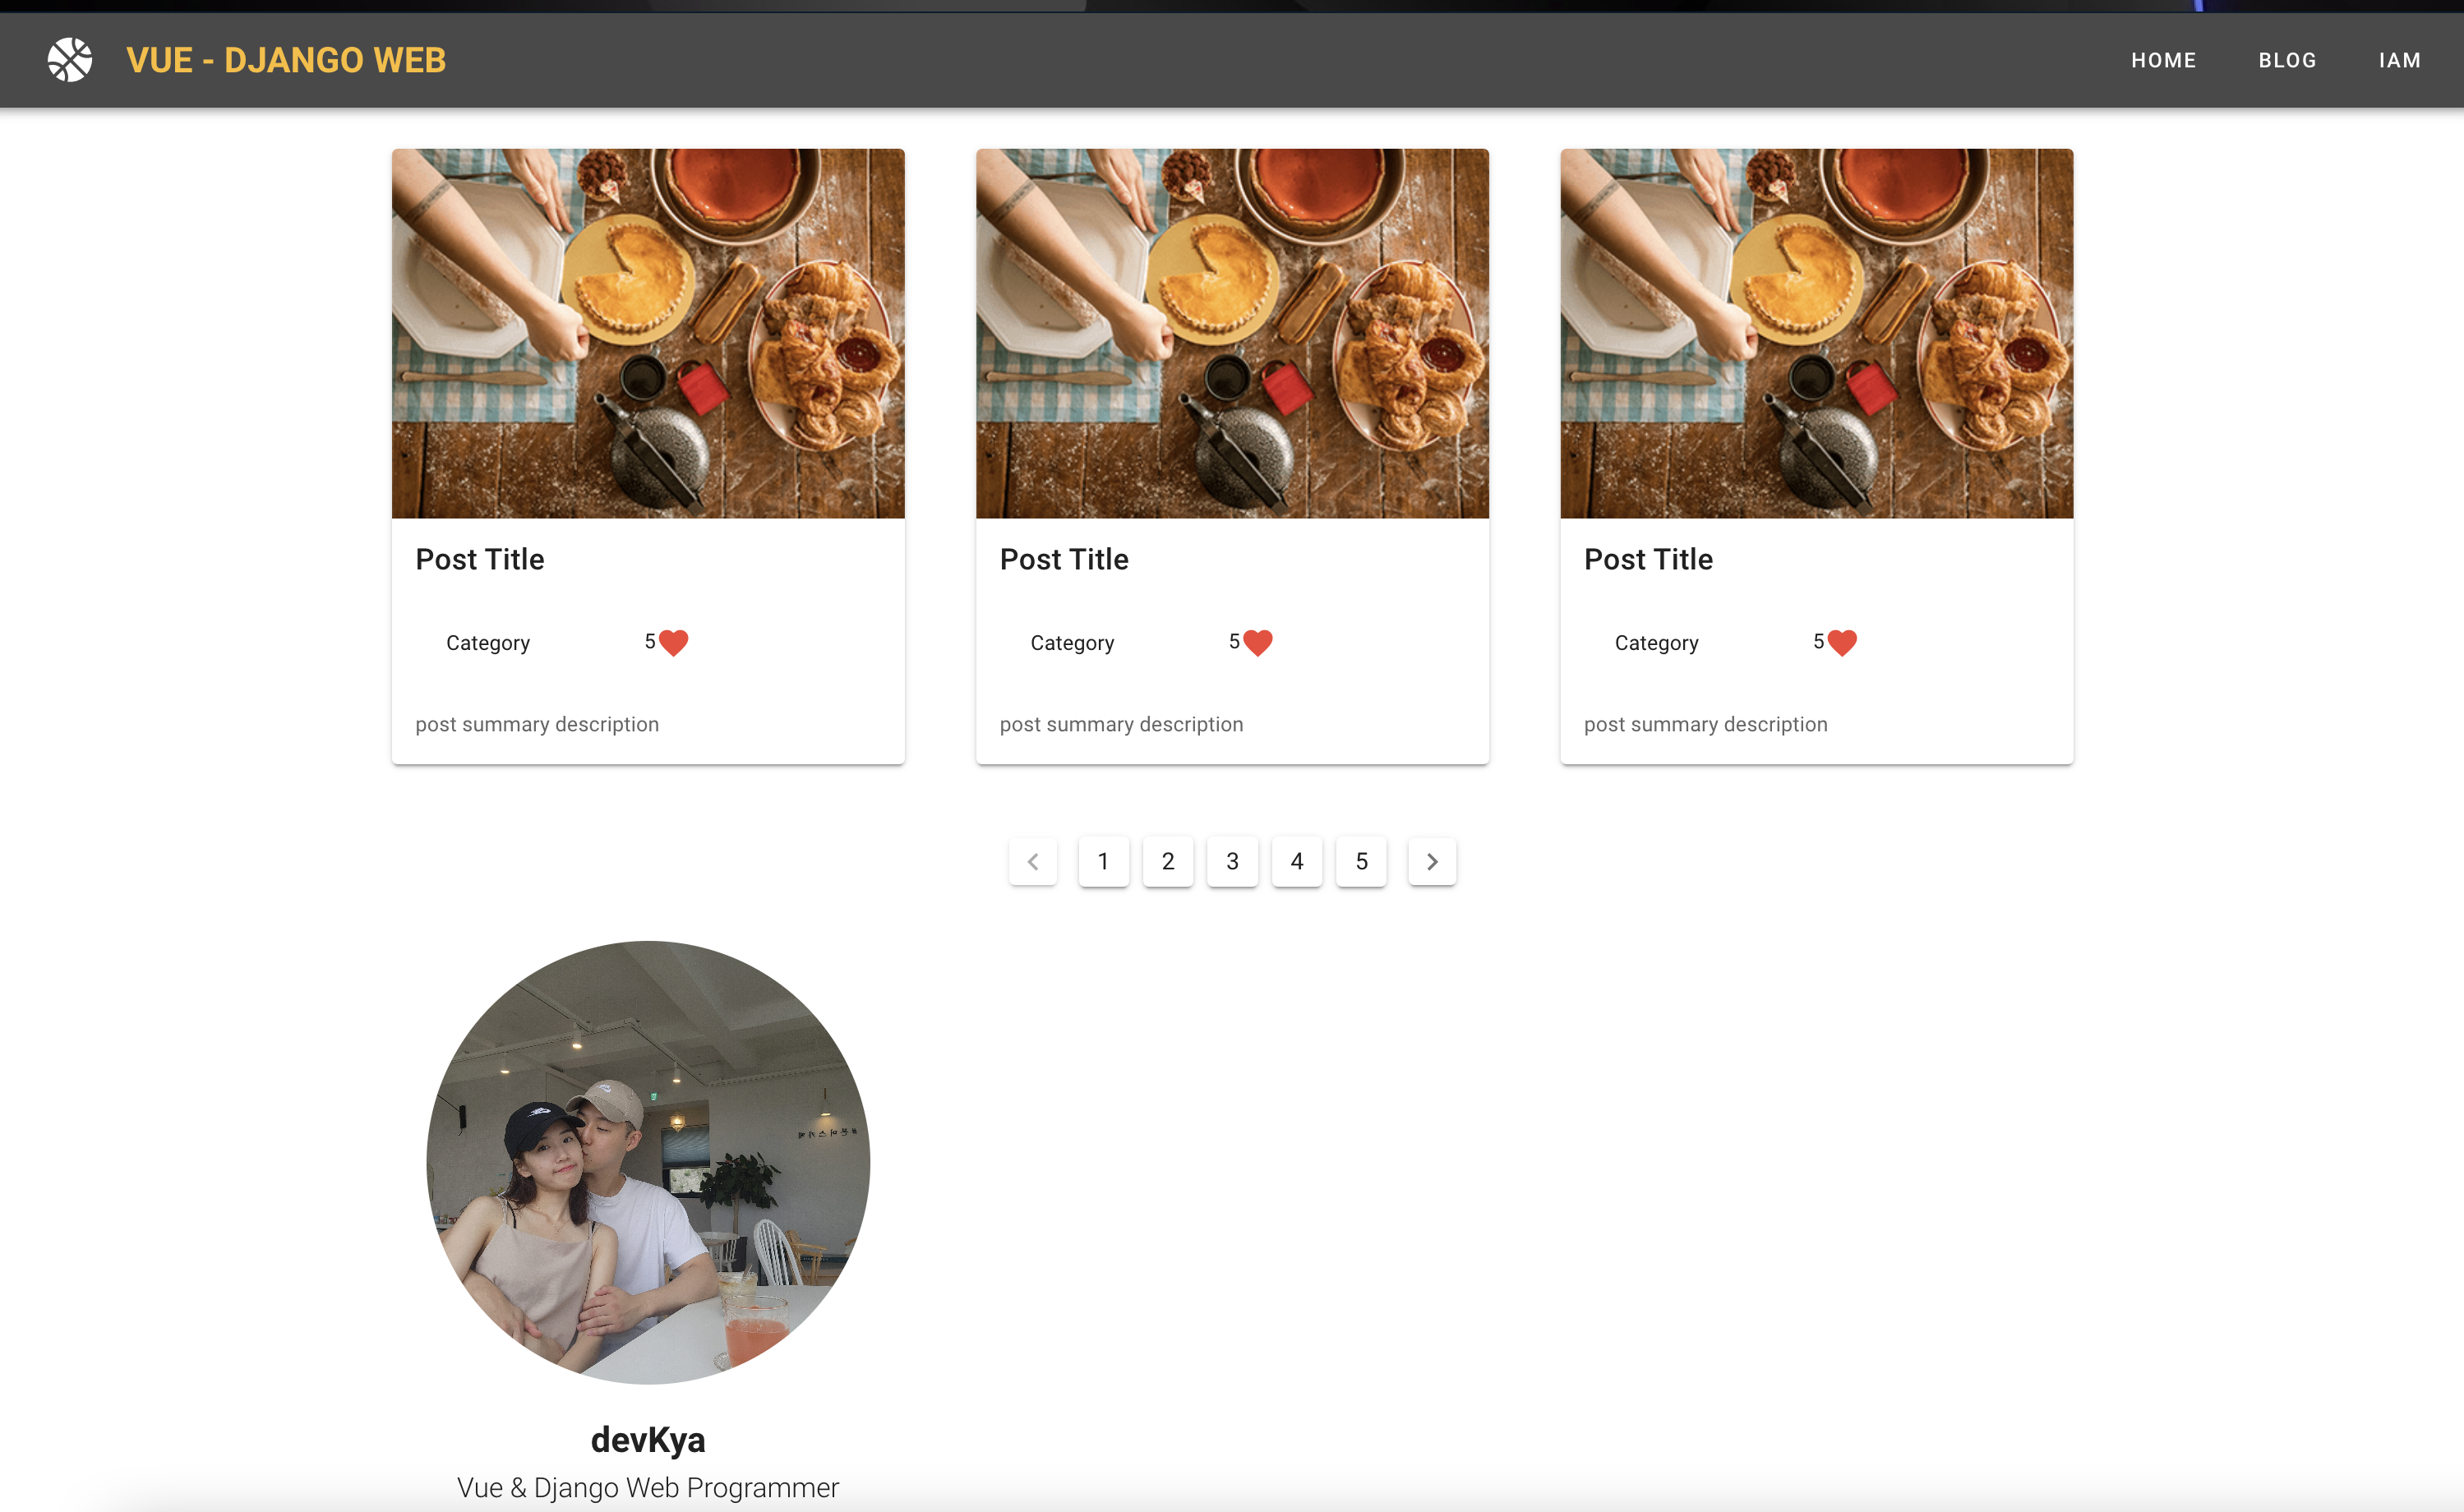 VUE - DJANGO WEB
HOME BLOG IAM
Post Title
Category 5
post summary description
Post Title
Category 5
post summary description
Post Title
Category 5
post summary description
1 2 3 4 5
devKya
Vue & Django Web Programmer